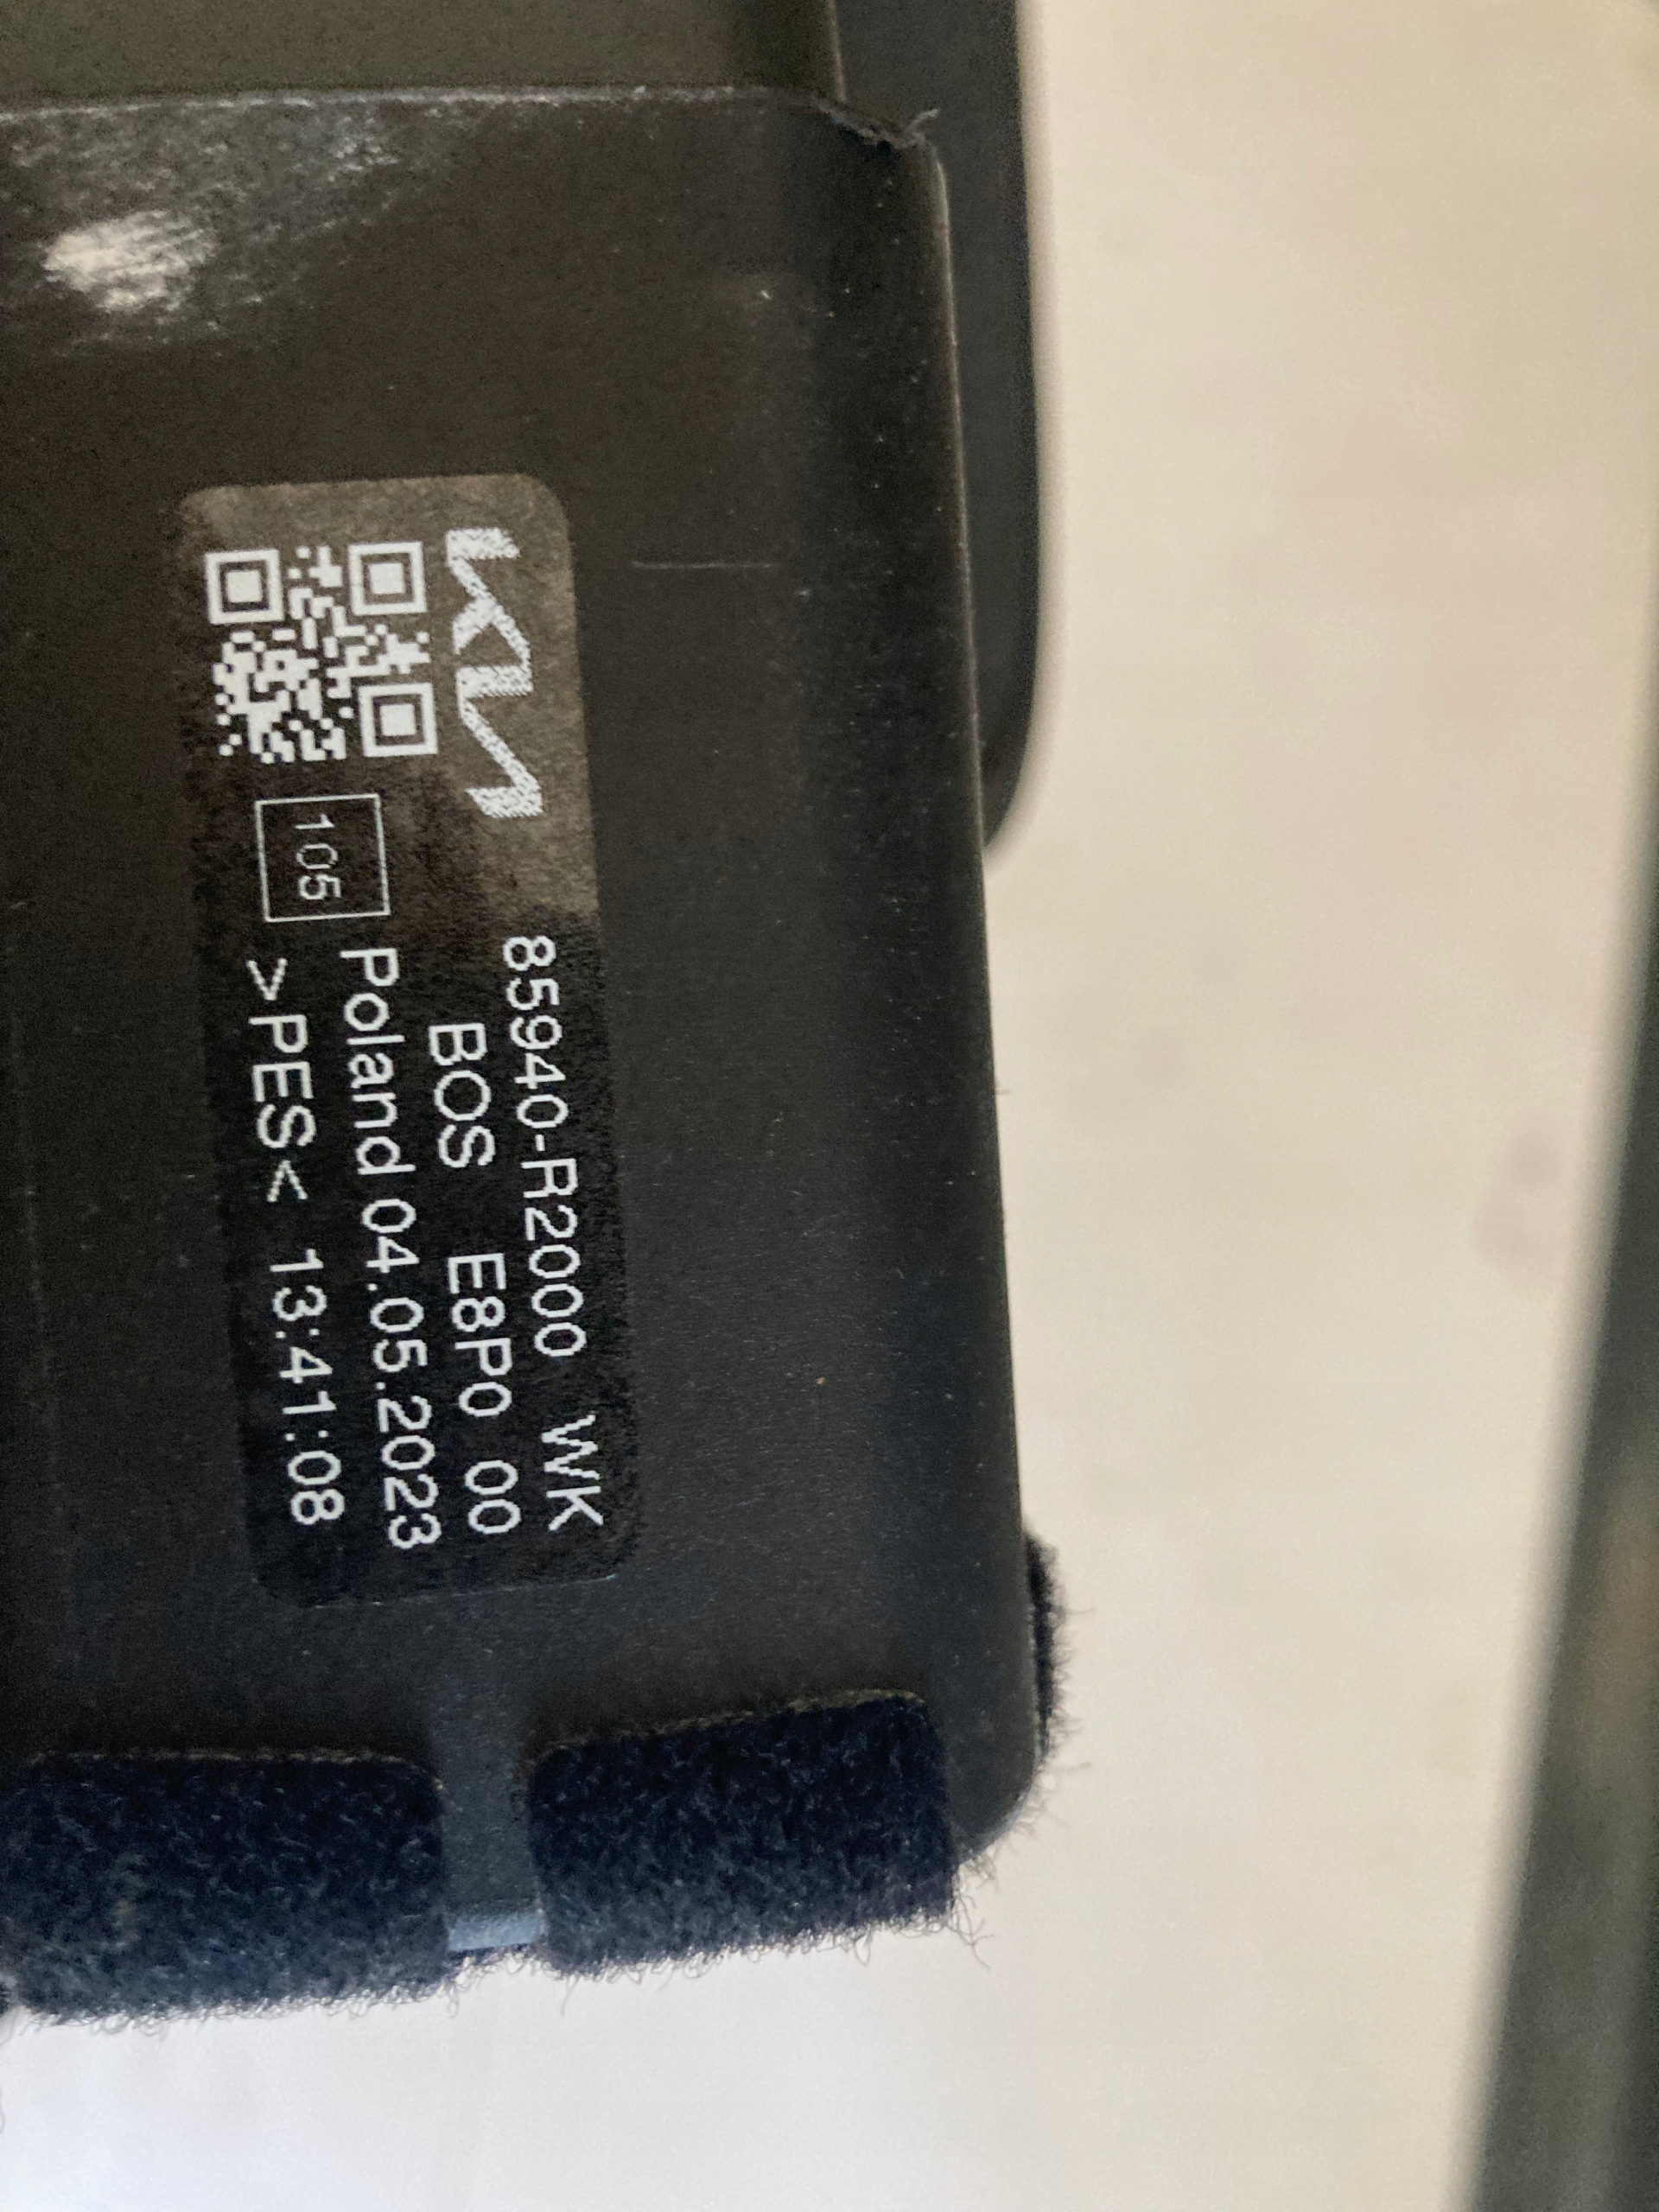 KIA
85940-R2000 WK
BOS E8P0 00
105
Poland 04.05.2023
>PES< 13:41:08